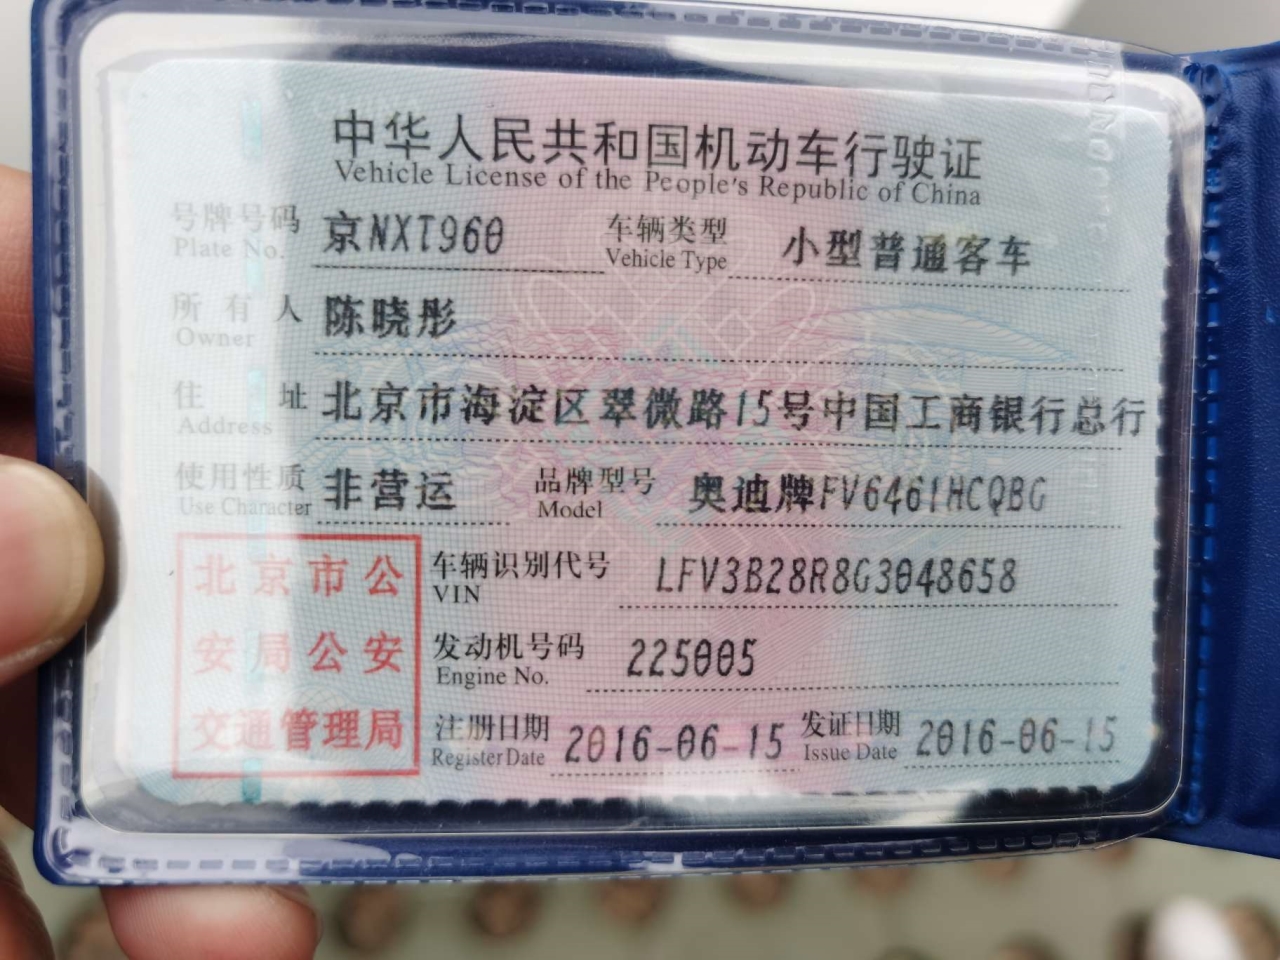 中华人民共和国机动车行驶证
Vehicle License of the People's Republic of China
号牌号码 京NXT960 车辆类型 小型普通客车
Plate No. Vehicle Type
所有人 陈晓彤
Owner
住址 北京市海淀区翠微路15号中国工商银行总行
Address
使用性质 非营运 品牌型号 奥迪牌FV6461HCQBG
Use Character Model
北京市公 车辆识别代号 LFV3B28R8G3048658
VIN
安局公安 发动机号码 225005
Engine No.
交通管理局 注册日期 2016-06-15 发证日期 2016-06-15
Register Date Issue Date